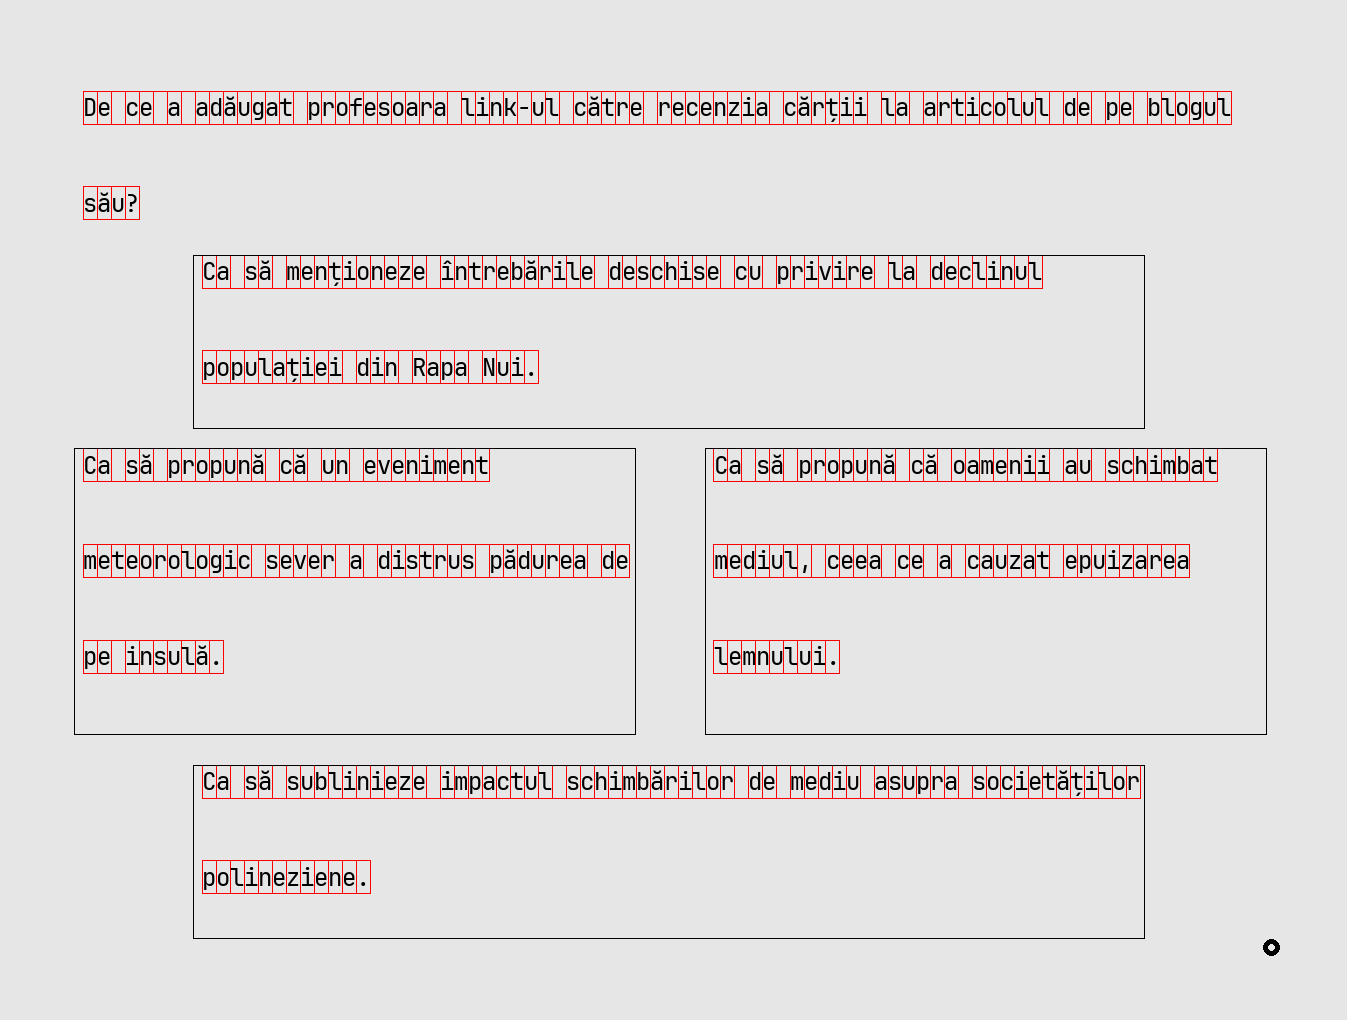 De ce a adăugat profesoara link-ul către recenzia cărții la articolul de pe blogul
său?
Ca să menționeze întrebările deschise cu privire la declinul
populației din Rapa Nui.
Ca să propună că un eveniment
meteorologic sever a distrus pădurea de
pe insulă.
Ca să propună că oamenii au schimbat
mediul, ceea ce a cauzat epuizarea
lemnului.
Ca să sublinieze impactul schimbărilor de mediu asupra societăților
polineziene.